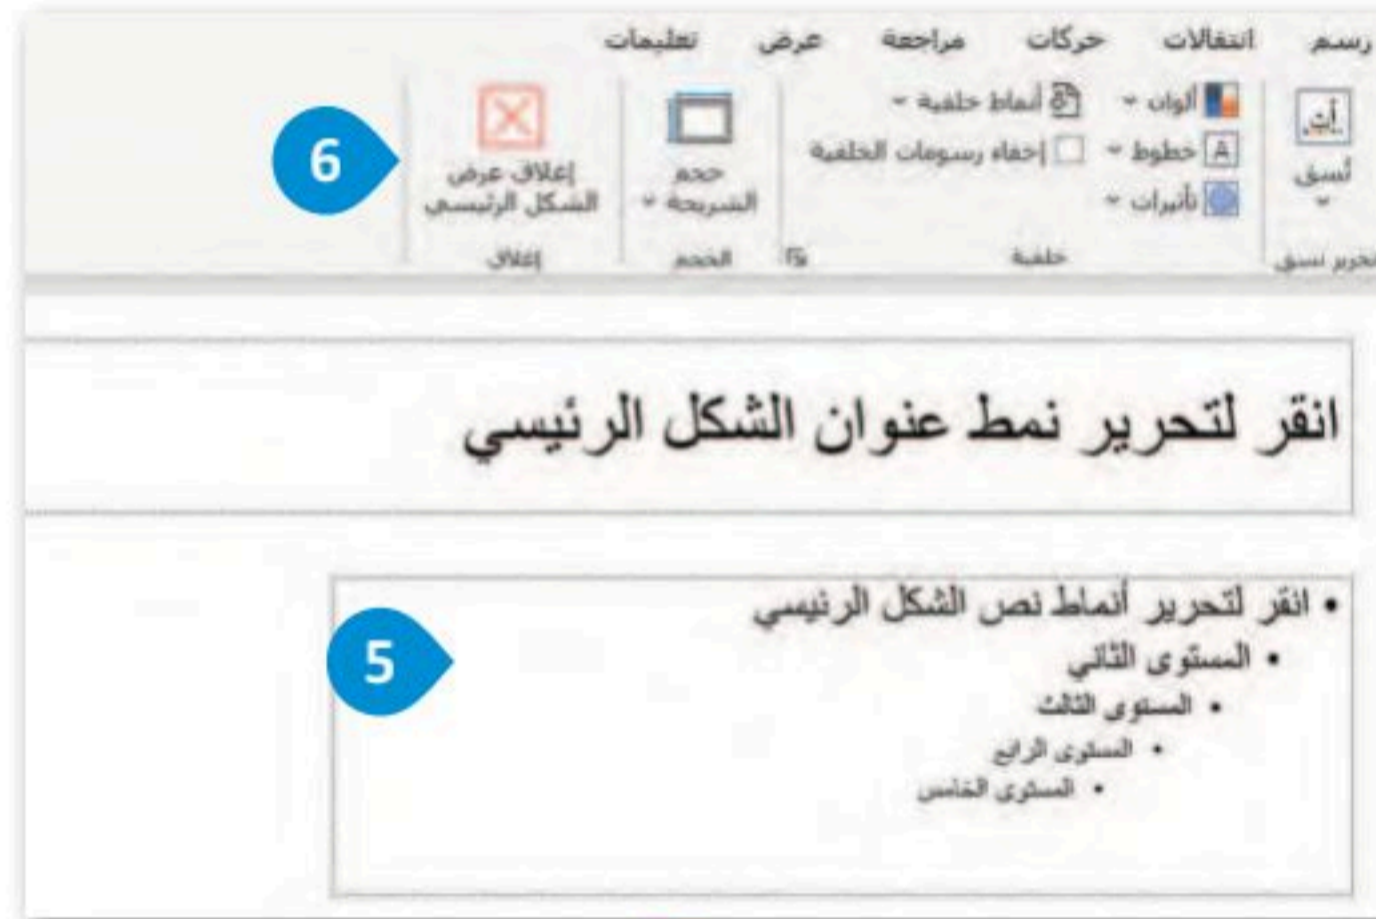 رسم انتقالات حركات مراجعة عرض تعليمات
نُسق
ألوان
خطوط
تأثيرات
أنماط خلفية
إخفاء رسومات الخلفية
حجم
الشريحة
إغلاق عرض
الشكل الرئيسي
تحرير نسق
خلفية
الحجم
إغلاق
6
انقر لتحرير نمط عنوان الشكل الرئيسي
• انقر لتحرير أنماط نص الشكل الرئيسي
• المستوى الثاني
• المستوى الثالث
• المستوى الرابع
• المستوى الخامس
5